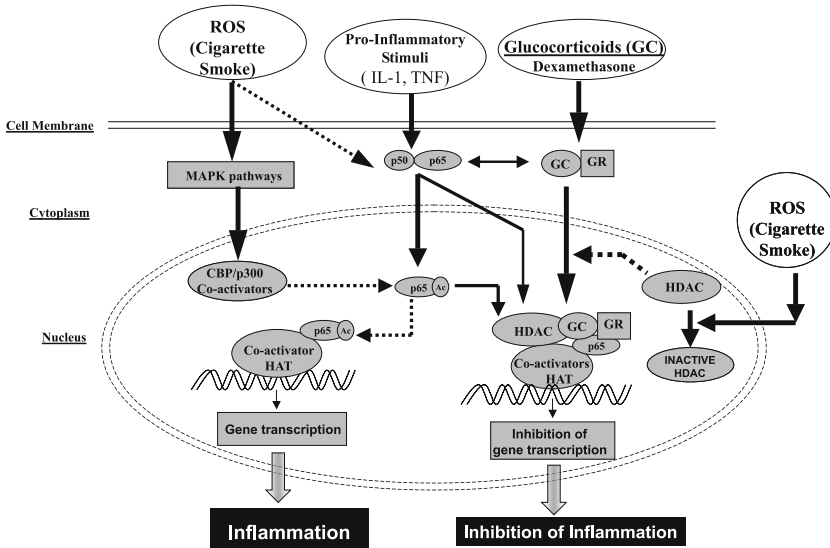 ROS
(Cigarette
Smoke)
Pro-Inflammatory
Stimuli
( IL-1, TNF)
Glucocorticoids (GC)
Dexamethasone
Cell Membrane
MAPK pathways
p50
p65
GC
GR
Cytoplasm
ROS
(Cigarette
Smoke)
CBP/p300
Co-activators
p65
Ac
HDAC
Nucleus
p65
Ac
Co-activator
HAT
HDAC
GC
GR
p65
Co-activators
HAT
INACTIVE
HDAC
Gene transcription
Inhibition of
gene transcription
Inflammation
Inhibition of Inflammation